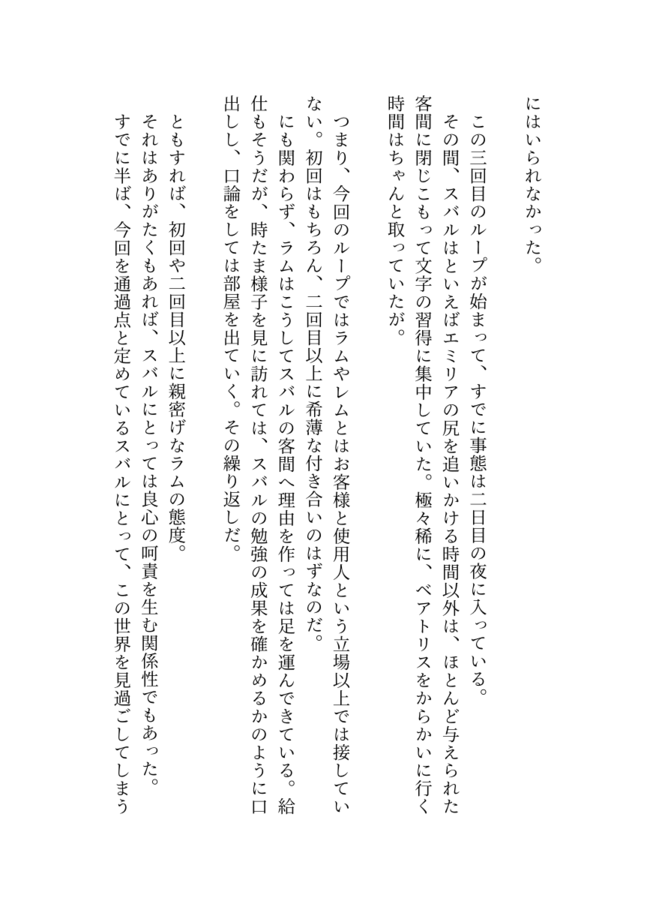 にはいられなかった。
この三回目のループが始まって、すでに事態は二日目の夜に入っている。
その間、スバルはといえばエミリアの尻を追いかける時間以外は、ほとんど与えられた
客間に閉じこもって文字の習得に集中していた。極々稀に、ベアトリスをからかいに行く
時間はちゃんと取っていたが。
つまり、今回のループではラムやレムとはお客様と使用人という立場以上では接してい
ない。初回はもちろん、二回目以上に希薄な付き合いのはずなのだ。
にも関わらず、ラムはこうしてスバルの客間へ理由を作っては足を運んできている。給
仕もそうだが、時たま様子を見に訪れては、スバルの勉強の成果を確かめるかのように口
出しし、口論をしては部屋を出ていく。その繰り返しだ。
ともすれば、初回や二回目以上に親密げなラムの態度。
それはありがたくもあれば、スバルにとっては良心の呵責を生む関係性でもあった。
すでに半ば、今回を通過点と定めているスバルにとって、この世界を見過ごしてしまう